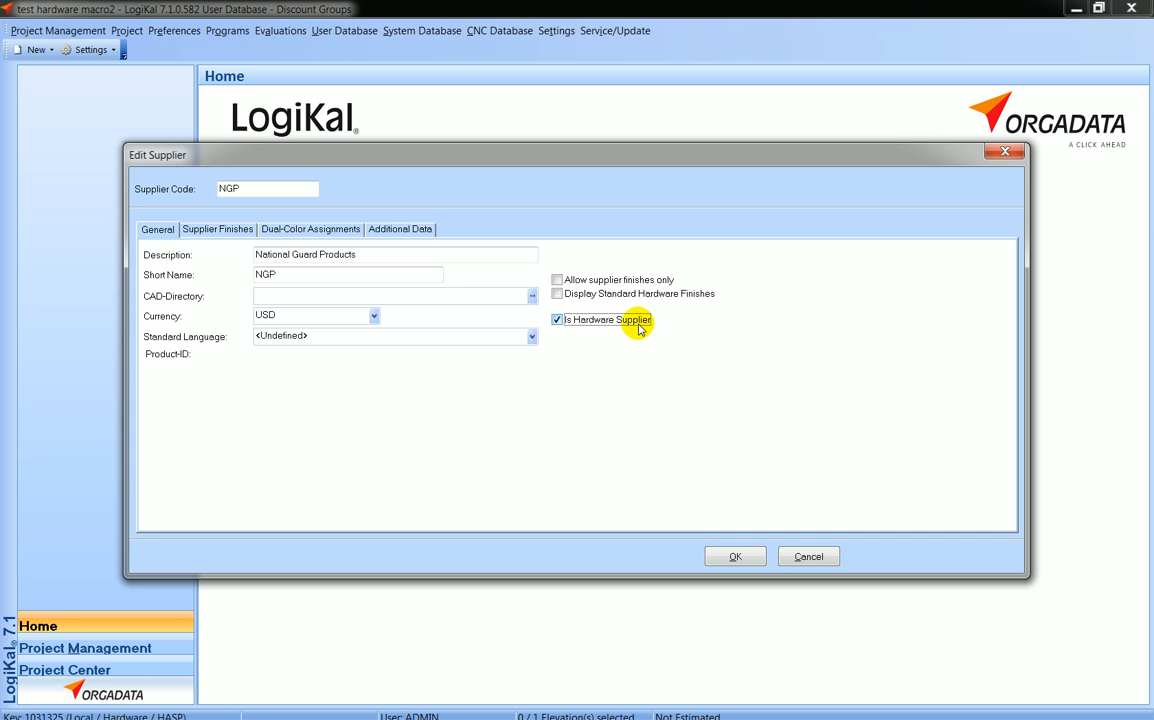 test hardware macro2 - LogiKal 7.1.0.582 User Database - Discount Groups
Project Management Project Preferences Programs Evaluations User Database System Database CNC Database Settings Service/Update
New Settings
Home
LogiKal®
ORGADATA
A CLICK AHEAD
Edit Supplier
Supplier Code: NGP
General Supplier Finishes Dual-Color Assignments Additional Data
Description: National Guard Products
Short Name: NGP
Allow supplier finishes only
CAD-Directory:
Display Standard Hardware Finishes
Currency: USD
Is Hardware Supplier
Standard Language: <Undefined>
Product-ID:
OK Cancel
LogiKal® 7.1
Home
Project Management
Project Center
ORGADATA
Key: 1031325 (Local / Hardware / HASP) User: ADMIN 0 / 1 Elevation(s) selected Not Estimated